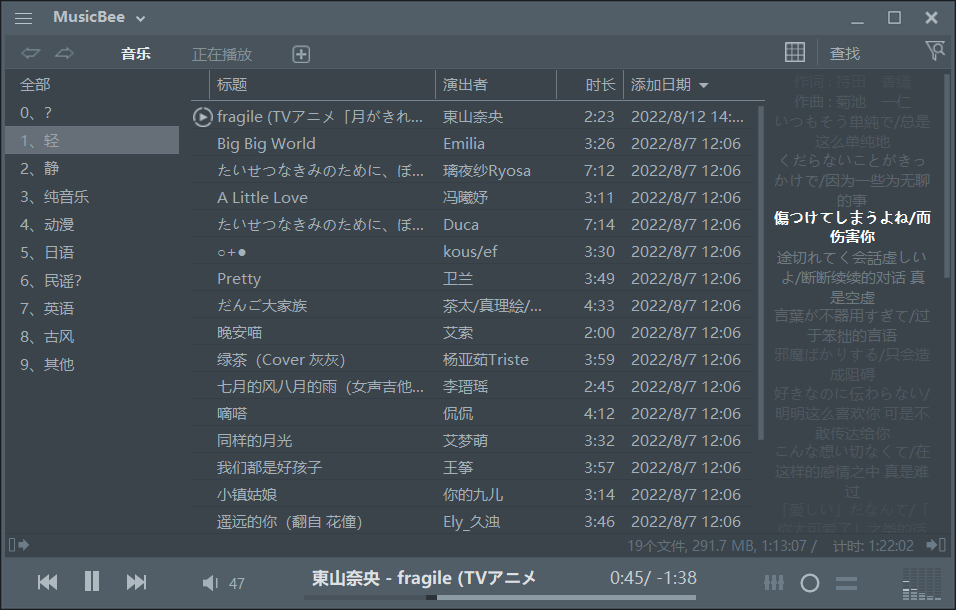 MusicBee
音乐 正在播放 查找
全部
0、?
1、轻
2、静
3、纯音乐
4、动漫
5、日语
6、民谣?
7、英语
8、古风
9、其他
标题 演出者 时长 添加日期
fragile (TVアニメ「月がきれ... 東山奈央 2:23 2022/8/12 14:...
Big Big World Emilia 3:26 2022/8/7 12:06
たいせつなきみのために、ぼ... 璃夜纱Ryosa 7:12 2022/8/7 12:06
A Little Love 冯曦妤 3:11 2022/8/7 12:06
たいせつなきみのために、ぼ... Duca 7:14 2022/8/7 12:06
○+● kous/ef 3:30 2022/8/7 12:06
Pretty 卫兰 3:49 2022/8/7 12:06
だんご大家族 茶太/真理絵/... 4:33 2022/8/7 12:06
晚安喵 艾索 2:00 2022/8/7 12:06
绿茶（Cover 灰灰） 杨亚茹Triste 3:59 2022/8/7 12:06
七月的风八月的雨（女声吉他... 李瑨瑶 2:45 2022/8/7 12:06
嘀嗒 侃侃 4:12 2022/8/7 12:06
同样的月光 艾梦萌 3:32 2022/8/7 12:06
我们都是好孩子 王筝 3:57 2022/8/7 12:06
小镇姑娘 你的九儿 3:14 2022/8/7 12:06
遥远的你（翻自 花僮） Ely_久浊 3:46 2022/8/7 12:06
作曲 : 菊池 一仁
いつもそう単純で/总是
这么单纯地
くだらないことがきっ
かけで/因为一些为无聊
的事
傷つけてしまうよね/而
伤害你
途切れてく会話虚しい
よ/断断续续的对话 真
是空虚
言葉が不器用すぎて/过
于笨拙的言语
邪魔ばかりする/只会造
成阻碍
好きなのに伝わらない/
明明这么喜欢你 可是不
敢传达给你
こんな想い切なくて/在
这样的感情之中 真是难
过
「愛しい」だなんて/「
19个文件, 291.7 MB, 1:13:07 / 计时: 1:22:02
47
東山奈央 - fragile (TVアニメ
0:45/ -1:38